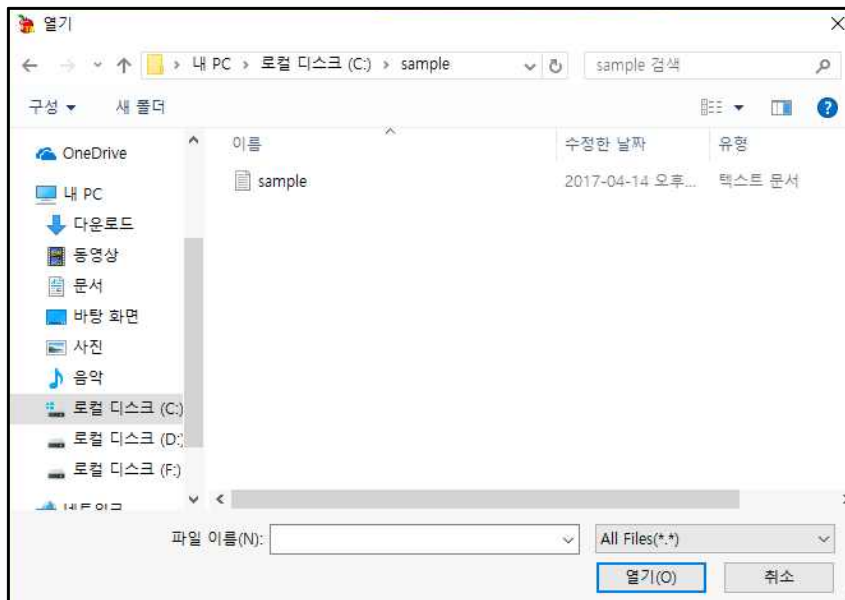 열기
내 PC > 로컬 디스크 (C:) > sample
sample 검색
구성
새 폴더
이름
수정한 날짜
유형
sample
2017-04-14 오후...
텍스트 문서
OneDrive
내 PC
다운로드
동영상
문서
바탕 화면
사진
음악
로컬 디스크 (C:)
로컬 디스크 (D:)
로컬 디스크 (F:)
네트워크
파일 이름(N):
All Files(*.*)
열기(O)
취소